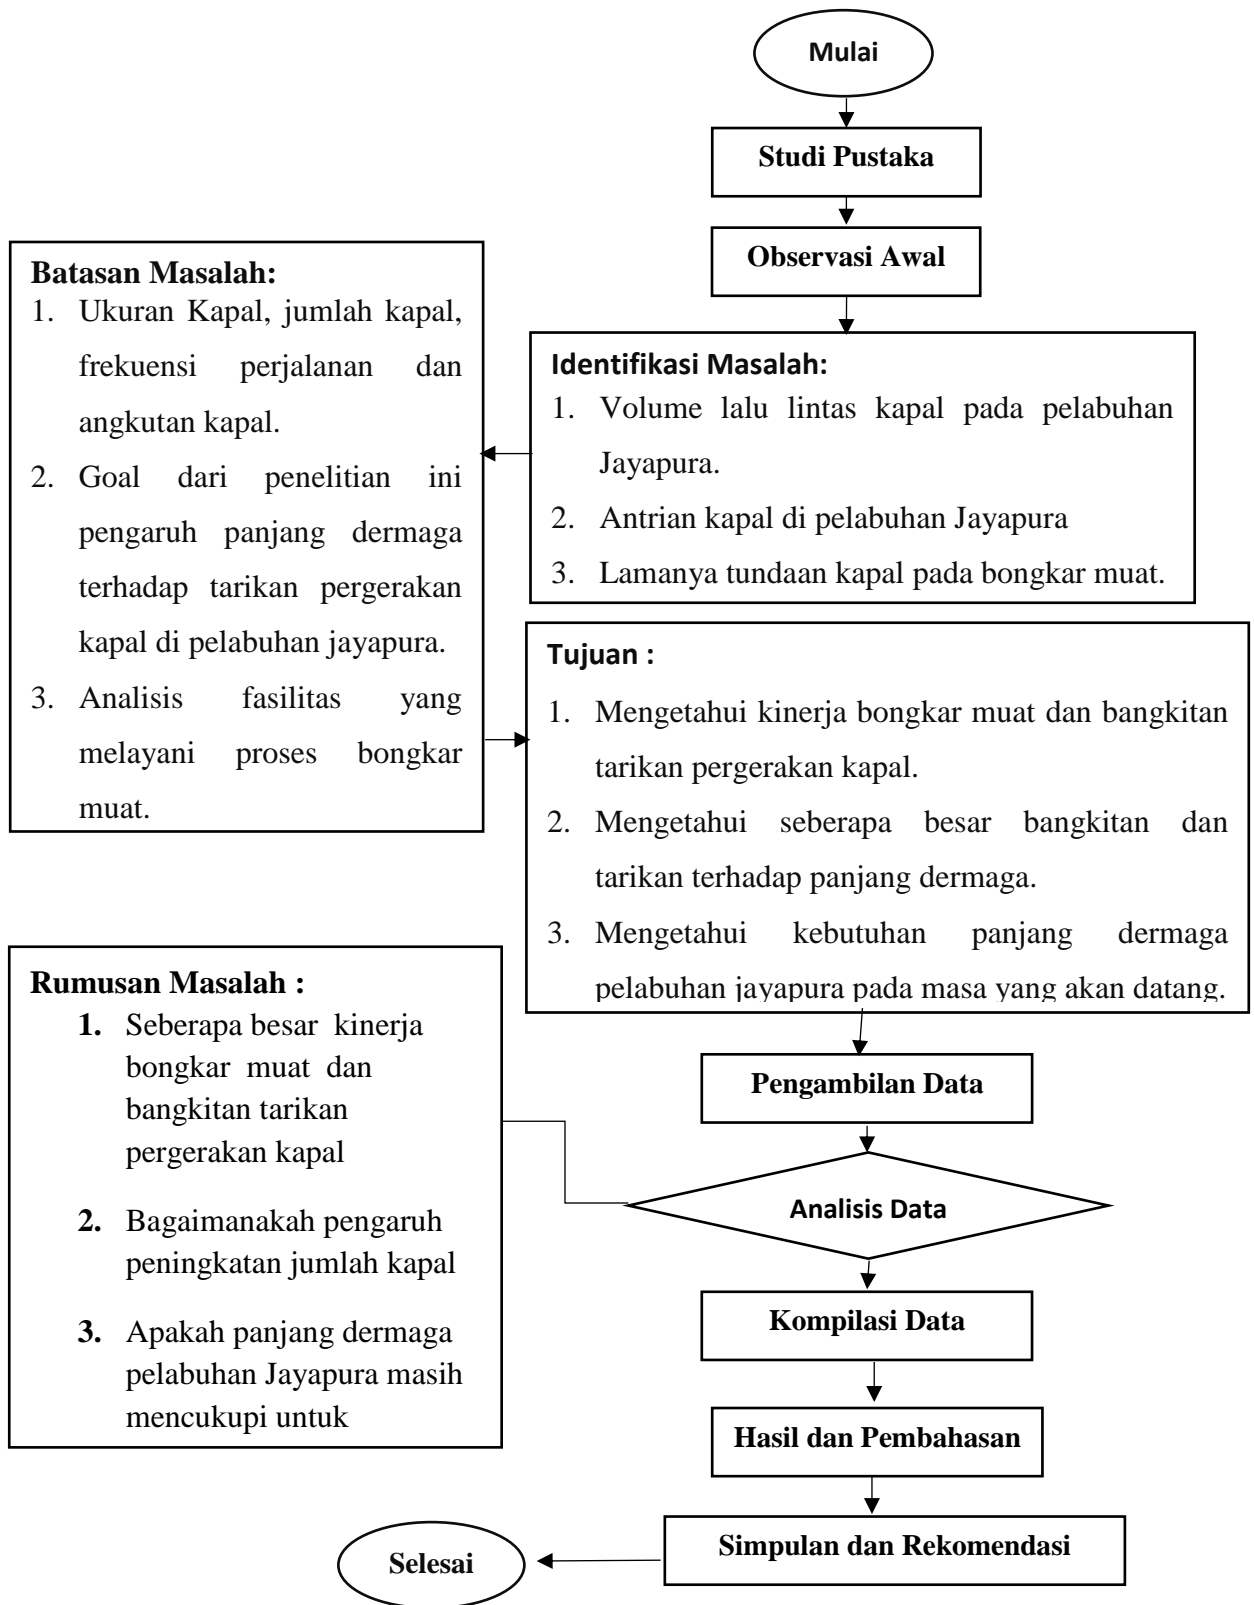 Mulai
Studi Pustaka
Observasi Awal
Identifikasi Masalah:
1. Volume lalu lintas kapal pada pelabuhan
Jayapura.
2. Antrian kapal di pelabuhan Jayapura
3. Lamanya tundaan kapal pada bongkar muat.
Batasan Masalah:
1. Ukuran Kapal, jumlah kapal,
frekuensi perjalanan dan
angkutan kapal.
2. Goal dari penelitian ini
pengaruh panjang dermaga
terhadap tarikan pergerakan
kapal di pelabuhan jayapura.
3. Analisis fasilitas yang
melayani proses bongkar
muat.
Tujuan :
1. Mengetahui kinerja bongkar muat dan bangkitan
tarikan pergerakan kapal.
2. Mengetahui seberapa besar bangkitan dan
tarikan terhadap panjang dermaga.
3. Mengetahui kebutuhan panjang dermaga
pelabuhan jayapura pada masa yang akan datang.
Rumusan Masalah :
1. Seberapa besar kinerja
bongkar muat dan
bangkitan tarikan
pergerakan kapal
2. Bagaimanakah pengaruh
peningkatan jumlah kapal
3. Apakah panjang dermaga
pelabuhan Jayapura masih
mencukupi untuk
Pengambilan Data
Analisis Data
Kompilasi Data
Hasil dan Pembahasan
Simpulan dan Rekomendasi
Selesai